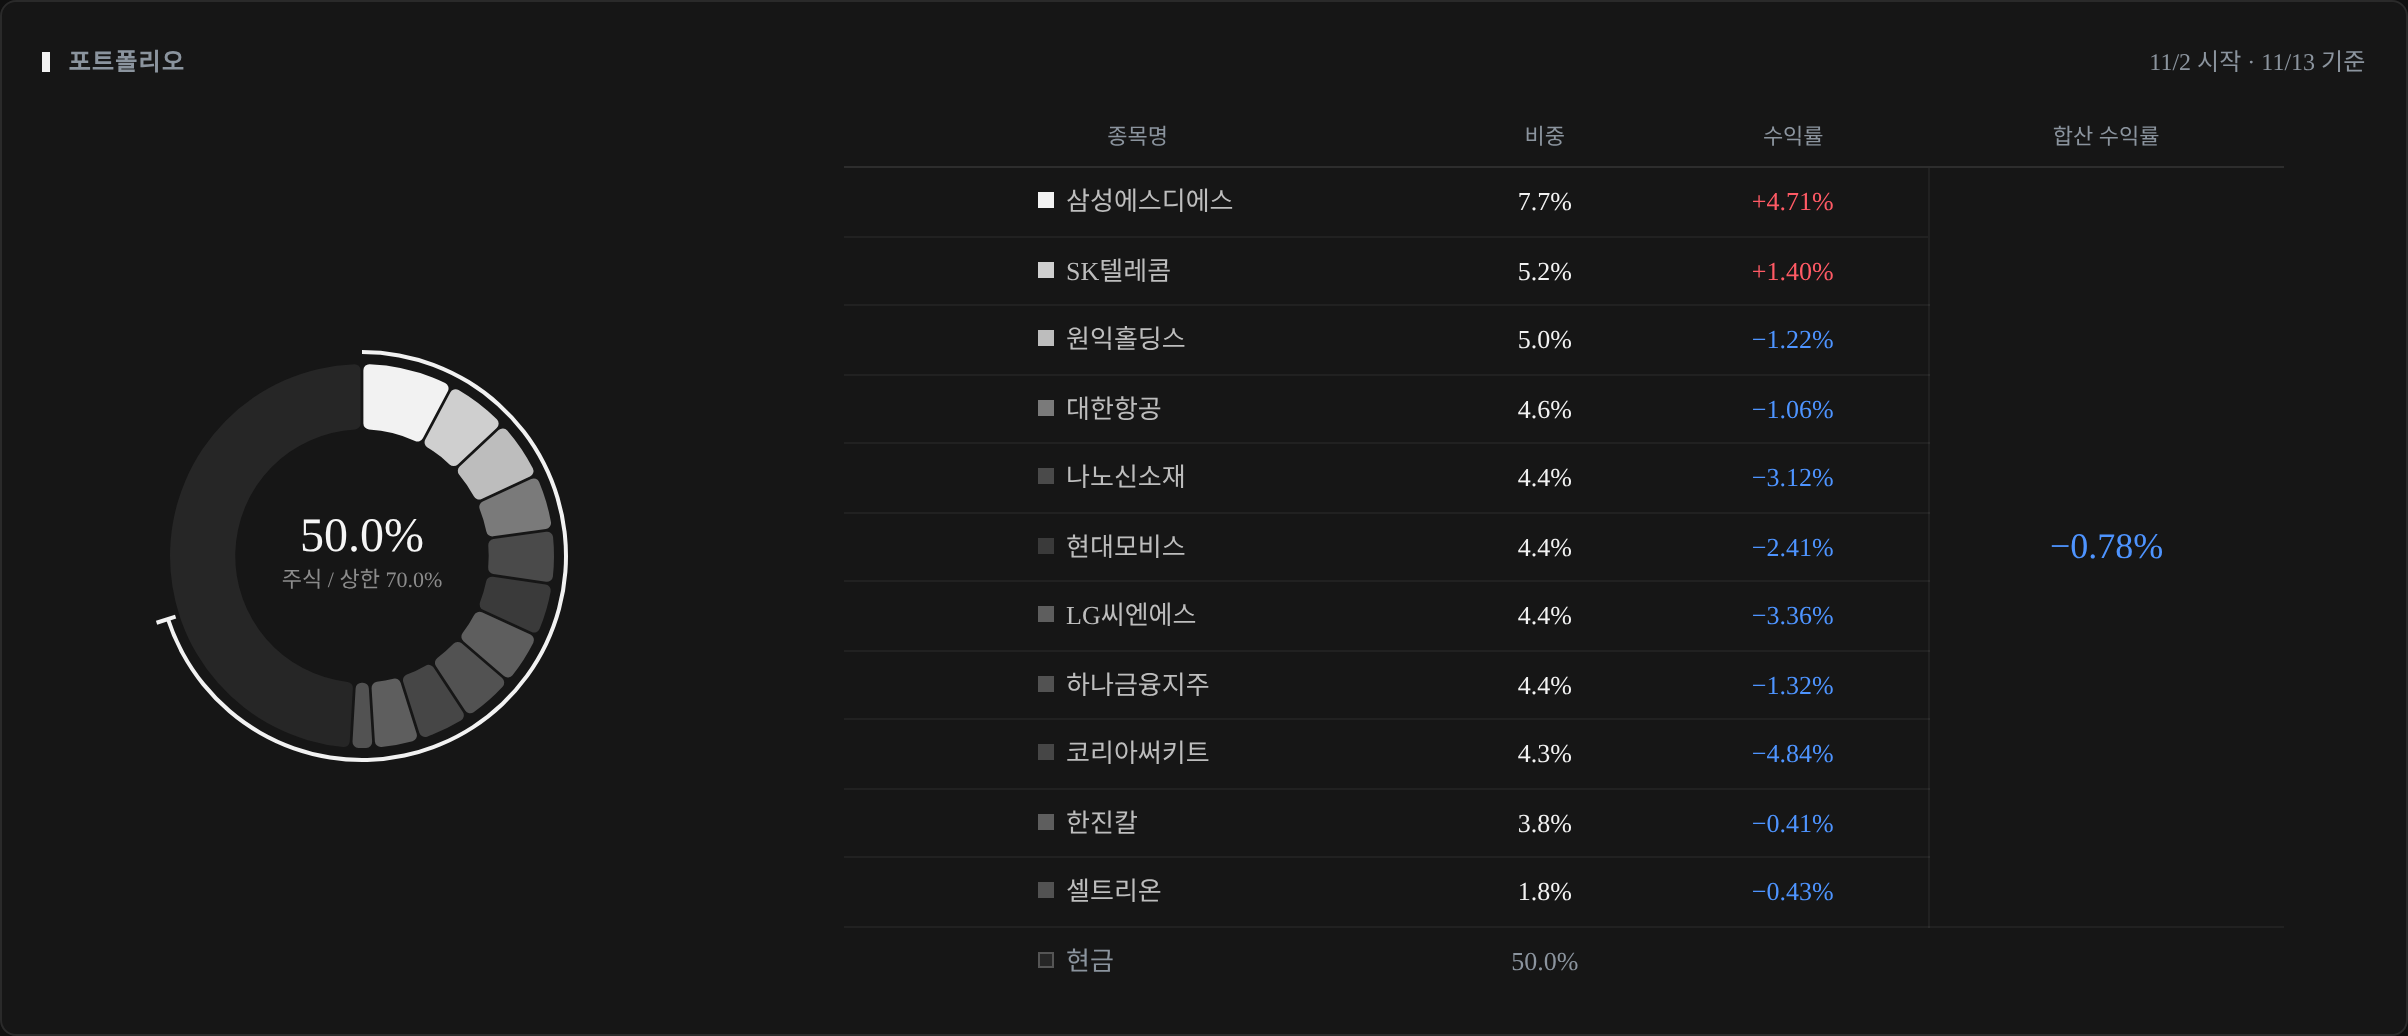 포트폴리오
11/2 시작 · 11/13 기준
종목명 비중 수익률 합산 수익률
삼성에스디에스 7.7% +4.71%
SK텔레콤 5.2% +1.40%
원익홀딩스 5.0% −1.22%
대한항공 4.6% −1.06%
나노신소재 4.4% −3.12%
현대모비스 4.4% −2.41%
LG씨엔에스 4.4% −3.36%
하나금융지주 4.4% −1.32%
코리아써키트 4.3% −4.84%
한진칼 3.8% −0.41%
셀트리온 1.8% −0.43%
현금 50.0%
−0.78%
50.0%
주식 / 상한 70.0%